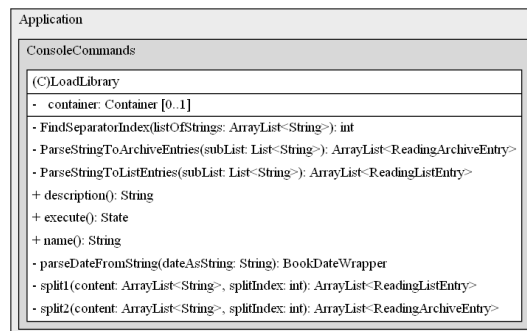 Application
ConsoleCommands
(C)LoadLibrary
- container: Container [0..1]
- FindSeparatorIndex(listOfStrings: ArrayList<String>): int
- ParseStringToArchiveEntries(subList: List<String>): ArrayList<ReadingArchiveEntry>
- ParseStringToListEntries(subList: List<String>): ArrayList<ReadingListEntry>
+ description(): String
+ execute(): State
+ name(): String
- parseDateFromString(dateAsString: String): BookDateWrapper
- split1(content: ArrayList<String>, splitIndex: int): ArrayList<ReadingListEntry>
- split2(content: ArrayList<String>, splitIndex: int): ArrayList<ReadingArchiveEntry>